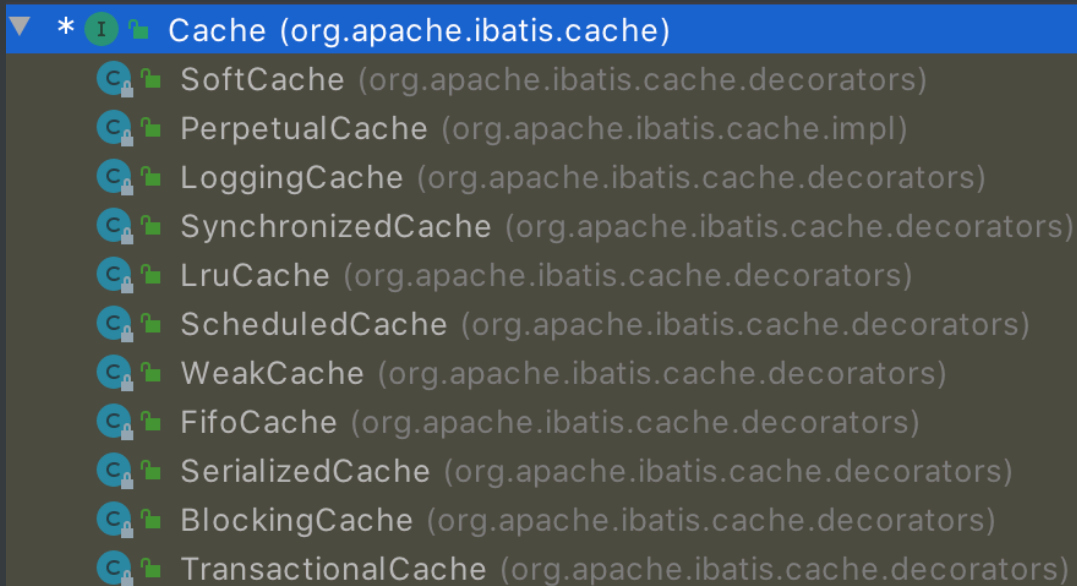 * I Cache (org.apache.ibatis.cache)
C SoftCache (org.apache.ibatis.cache.decorators)
C PerpetualCache (org.apache.ibatis.cache.impl)
C LoggingCache (org.apache.ibatis.cache.decorators)
C SynchronizedCache (org.apache.ibatis.cache.decorators)
C LruCache (org.apache.ibatis.cache.decorators)
C ScheduledCache (org.apache.ibatis.cache.decorators)
C WeakCache (org.apache.ibatis.cache.decorators)
C FifoCache (org.apache.ibatis.cache.decorators)
C SerializedCache (org.apache.ibatis.cache.decorators)
C BlockingCache (org.apache.ibatis.cache.decorators)
C TransactionalCache (org.apache.ibatis.cache.decorators)